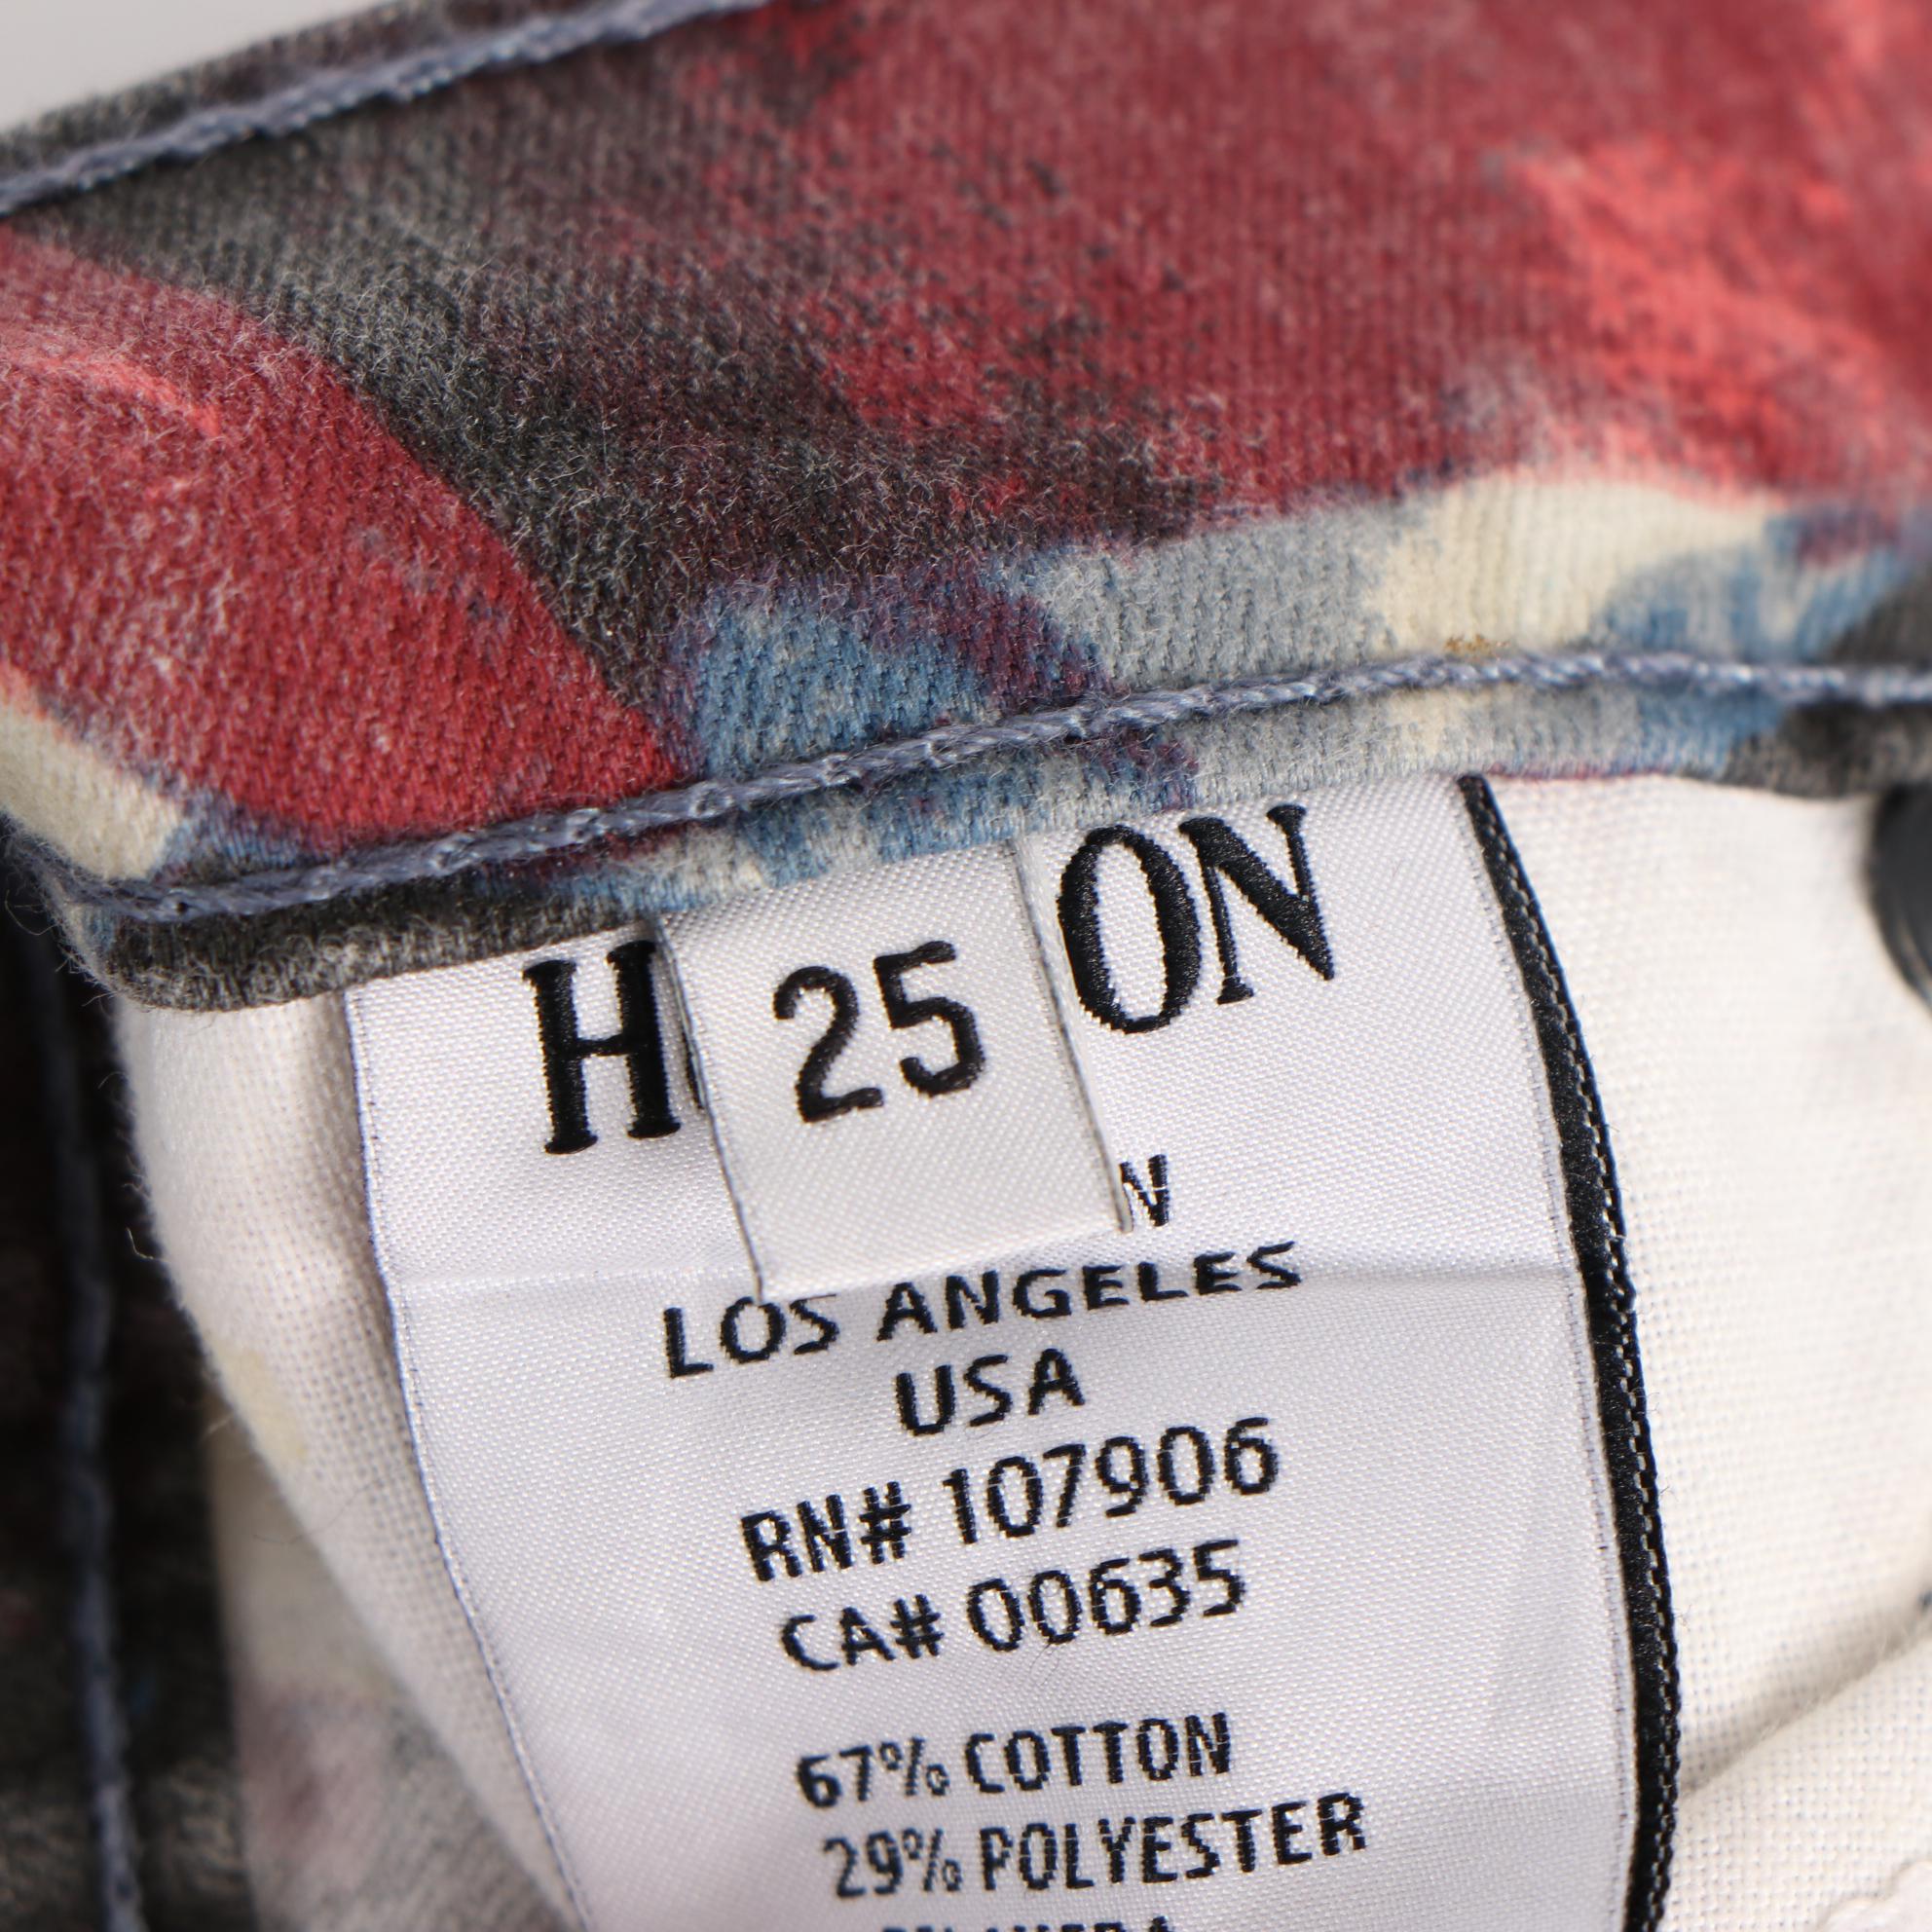 H ON
25
N
LOS ANGELES
USA
RN# 107906
CA# 00635
67% COTTON
29% POLYESTER